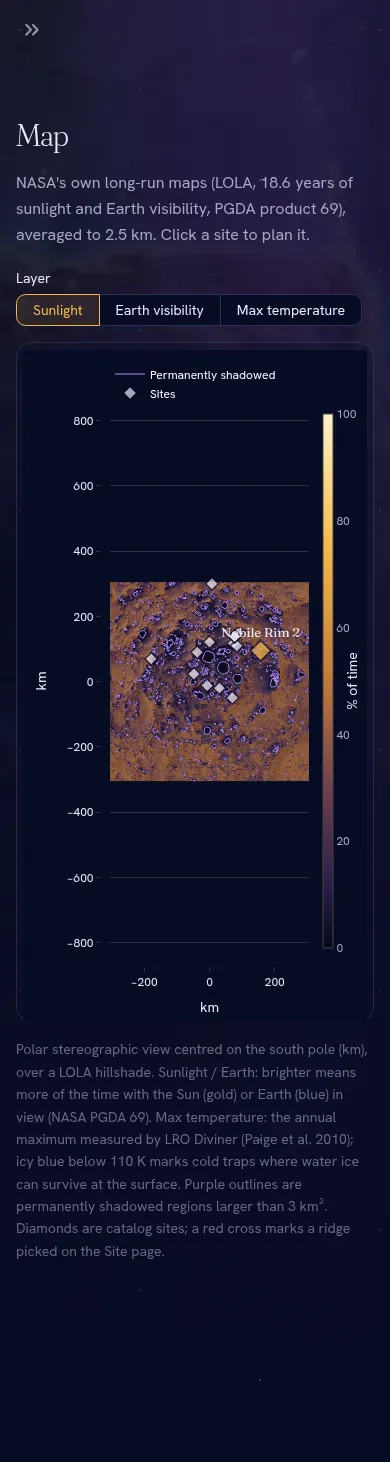 Map
NASA's own long-run maps (LOLA, 18.6 years of
sunlight and Earth visibility, PGDA product 69),
averaged to 2.5 km. Click a site to plan it.
Layer
Sunlight
Earth visibility
Max temperature
Permanently shadowed
Sites
800
600
400
200
0
−200
−400
−600
−800
km
Nobile Rim 2
100
80
60
40
20
0
% of time
−200
0
200
km
Polar stereographic view centred on the south pole (km),
over a LOLA hillshade. Sunlight / Earth: brighter means
more of the time with the Sun (gold) or Earth (blue) in
view (NASA PGDA 69). Max temperature: the annual
maximum measured by LRO Diviner (Paige et al. 2010);
icy blue below 110 K marks cold traps where water ice
can survive at the surface. Purple outlines are
permanently shadowed regions larger than 3 km².
Diamonds are catalog sites; a red cross marks a ridge
picked on the Site page.